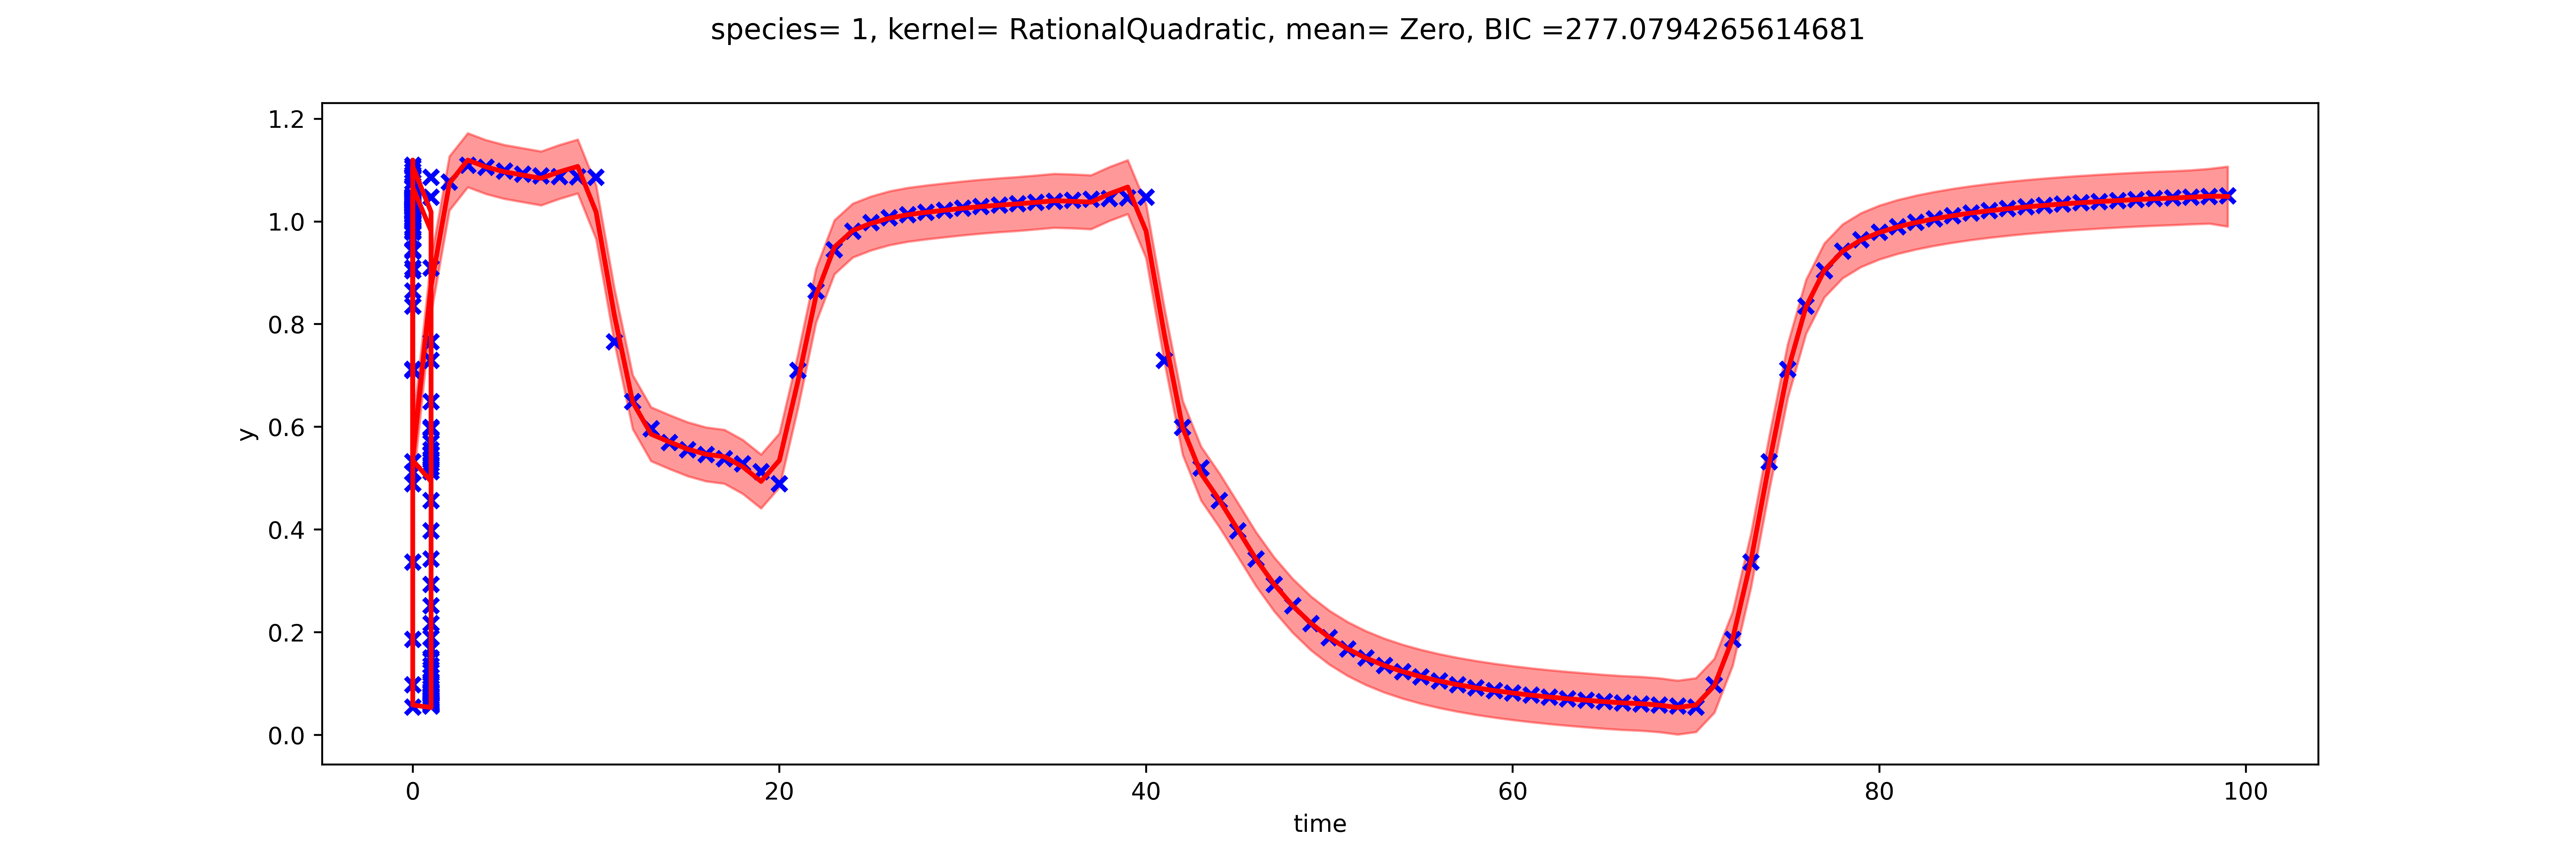 species= 1, kernel= RationalQuadratic, mean= Zero, BIC =277.0794265614681
1.2
1.0
0.8
0.6
0.4
0.2
0.0
y
0 20 40 60 80 100
time